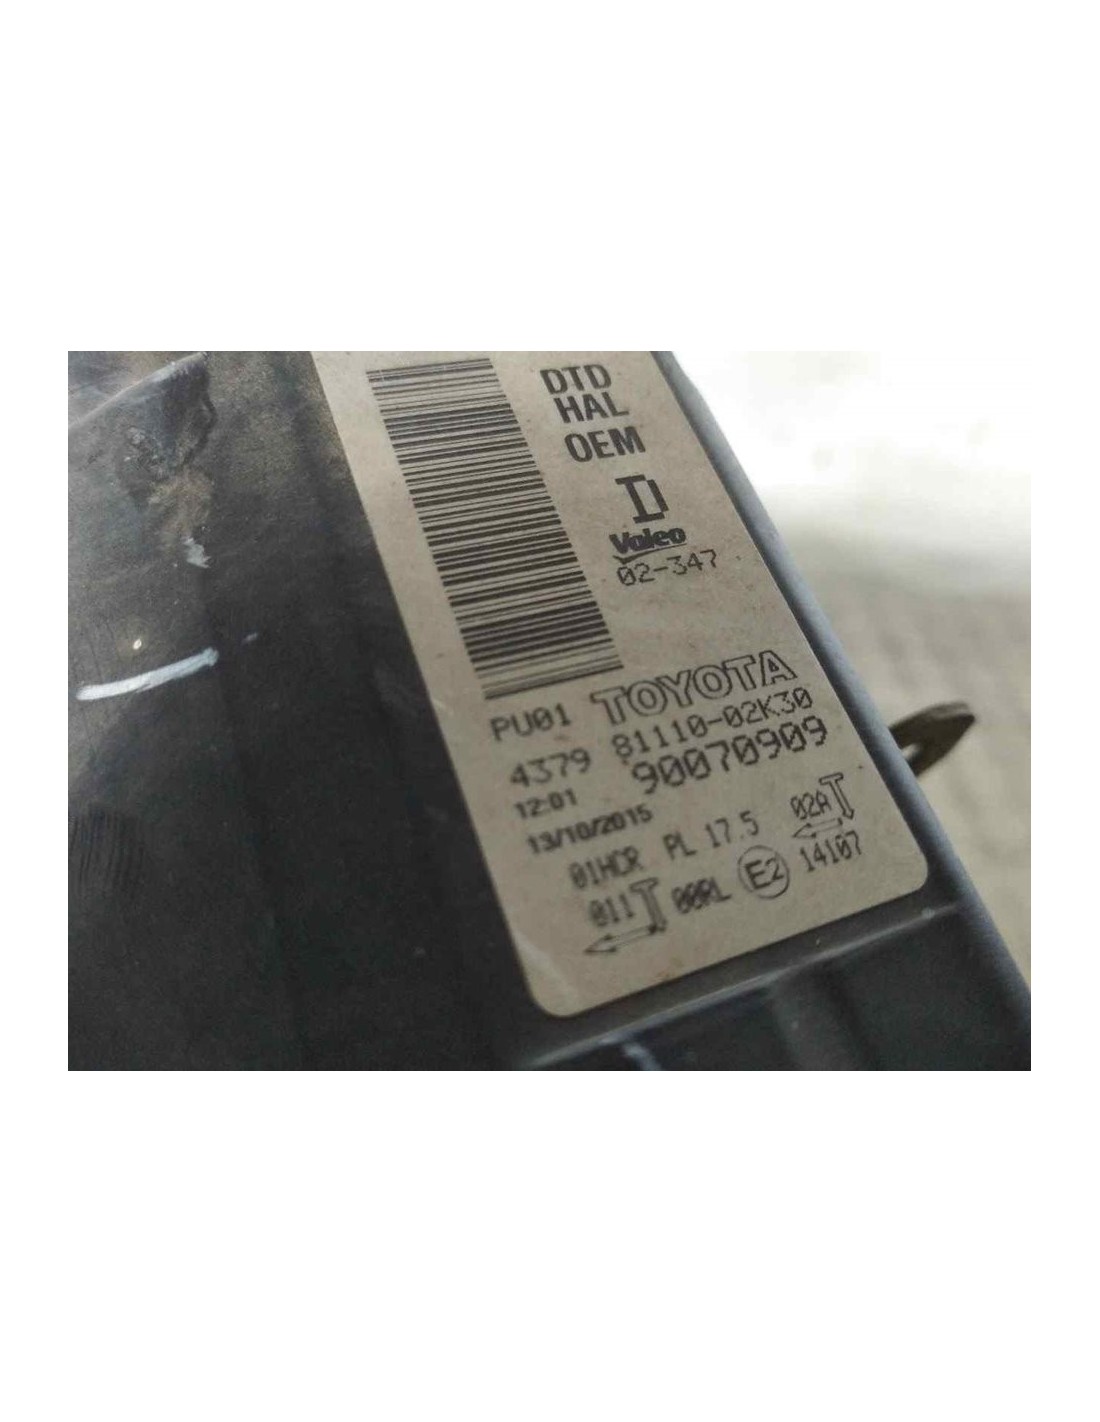 DTD
HAL
OEM
D
Valeo
02-347
PU01 TOYOTA
4379 81110-02K30
12:01 90070909
13/10/2015
01HCR PL 17.5 02A
011 00RL E2 14107